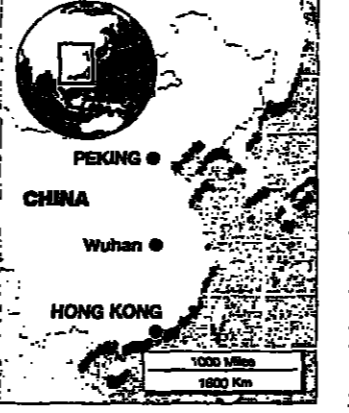 PEKING
CHINA
Wuhan
HONG KONG
1000 Miles
1600 Km